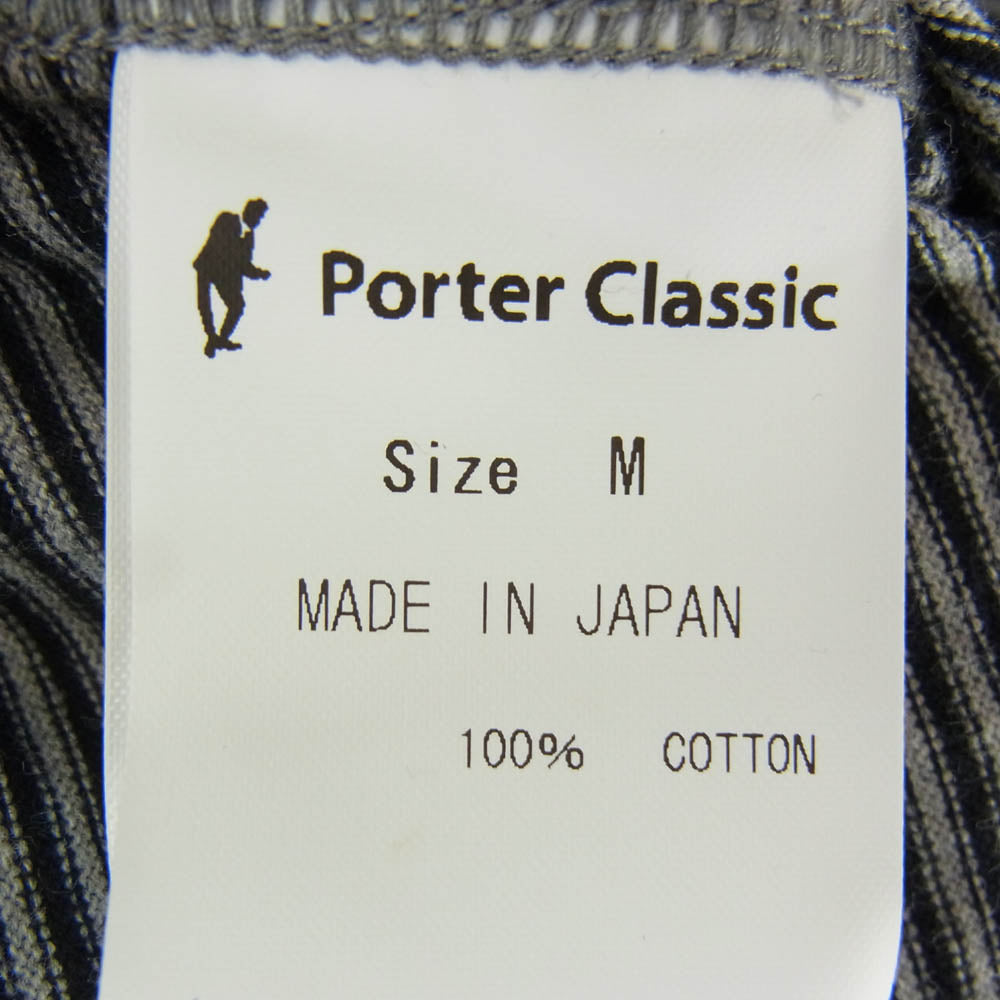 Porter Classic
Size M
MADE IN JAPAN
100% COTTON